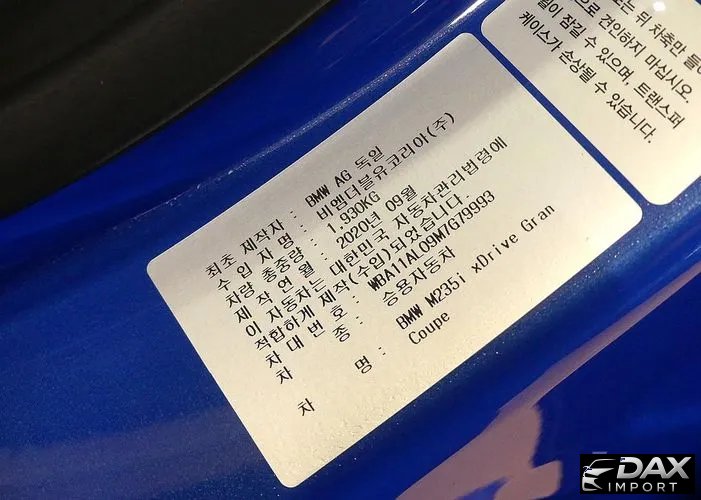 최초 제작자 : BMW AG 독일
수 입 자 명 : 비엠더블유코리아(주)
차량 총중량 : 1,930KG
제 작 연 월 : 2020년 09월
이 자동차는 대한민국 자동차관리법령에
적합하게 제작(수입)되었습니다.
차 대 번 호 : WBA11AL09M7G79993
차 종 : 승용자동차
차 명 : BMW M235i xDrive Gran
Coupe
뒤 차축만
로 견인하지 마십시오.
이 잠길 수 있으며, 트랜스퍼
케이스가 손상될 수 있습니다.
DAX
IMPORT